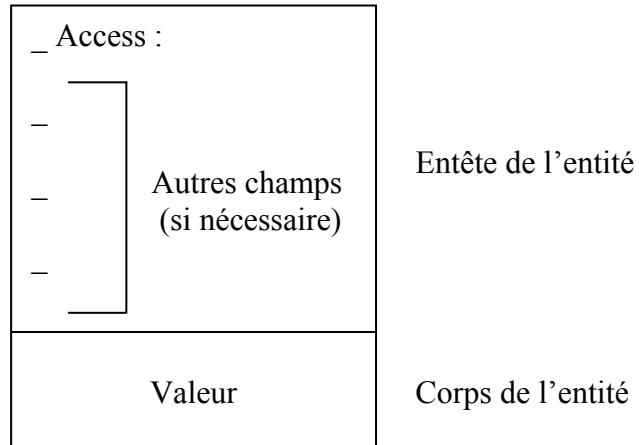 _ Access :
_
_
_
Autres champs
(si nécessaire)
Entête de l’entité
Valeur
Corps de l’entité